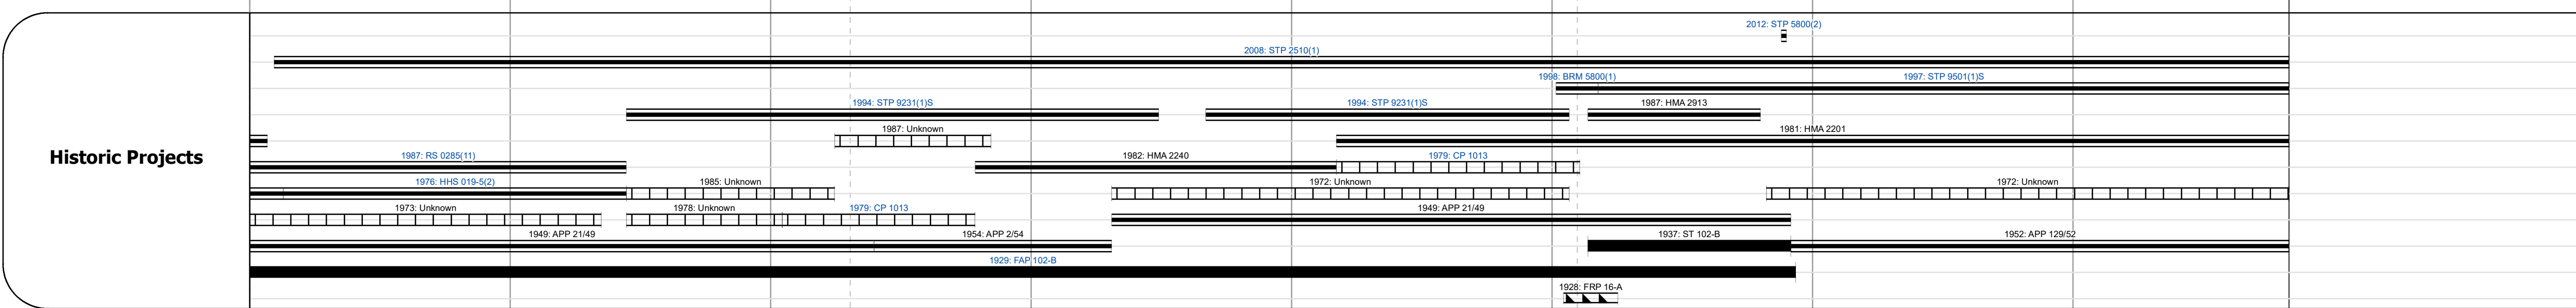 2012: STP 5800(2)
2008: STP 2510(1)
1998: BRM 5800(1) 1997: STP 9501(1)S
1994: STP 9231(1)S 1994: STP 9231(1)S 1987: HMA 2913
1987: Unknown 1981: HMA 2201
Historic Projects
1987: RS 0285(11) 1982: HMA 2240 1979: CP 1013
1976: HHS 019-5(2) 1985: Unknown 1972: Unknown 1972: Unknown
1973: Unknown 1978: Unknown 1979: CP 1013 1949: APP 21/49
1949: APP 21/49 1954: APP 2/54 1937: ST 102-B 1952: APP 129/52
1929: FAP 102-B
1928: FRP 16-A